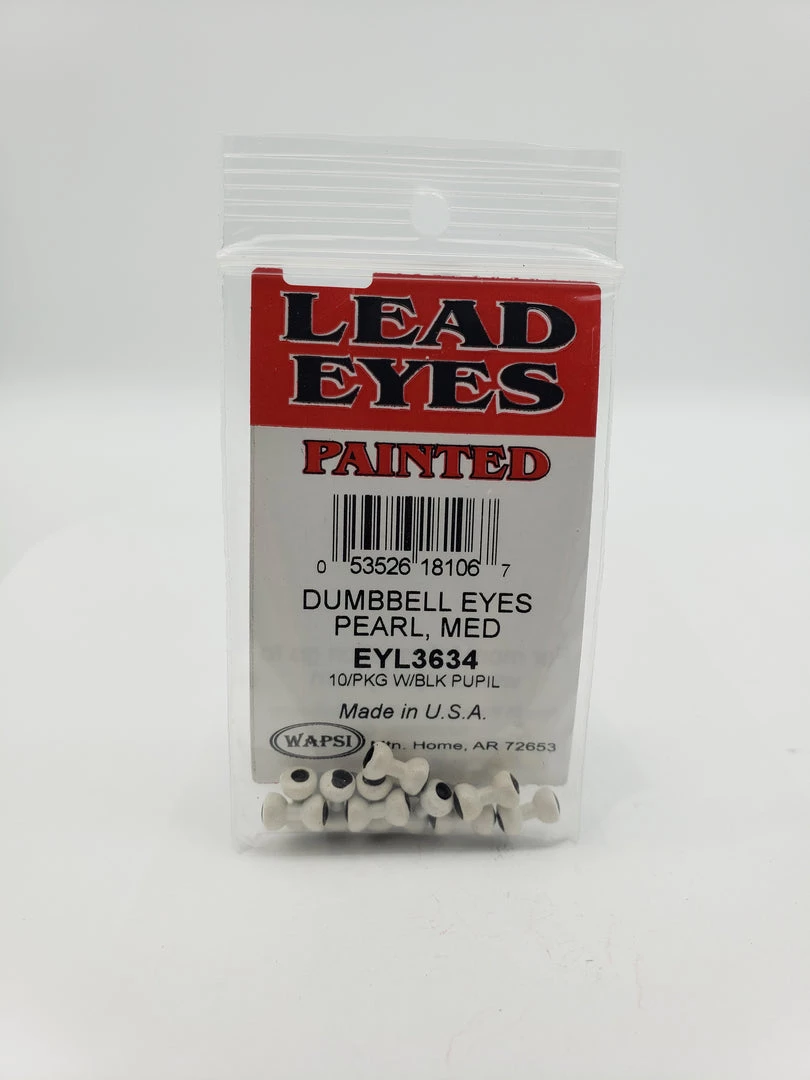 LEAD
EYES
PAINTED
0 53526 18106 7
DUMBBELL EYES
PEARL, MED
EYL3634
10/PKG W/BLK PUPIL
Made in U.S.A.
WAPSI Mtn. Home, AR 72653